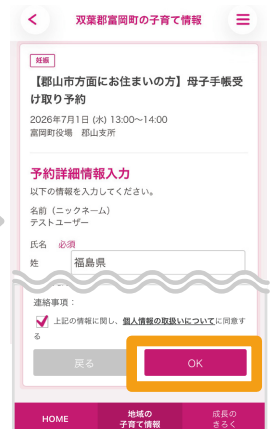 双葉郡富岡町の子育て情報
妊娠
【郡山市方面にお住まいの方】母子手帳受
け取り予約
2026年7月1日 (水) 13:00〜14:00
富岡町役場　郡山支所
予約詳細情報入力
以下の情報を入力してください。
名前（ニックネーム）
テストユーザー
氏名　必須
姓　福島県
連絡事項：
上記の情報に関し、個人情報の取扱いについてに同意す
る
戻る　OK
HOME　地域の子育て情報　成長のきろく